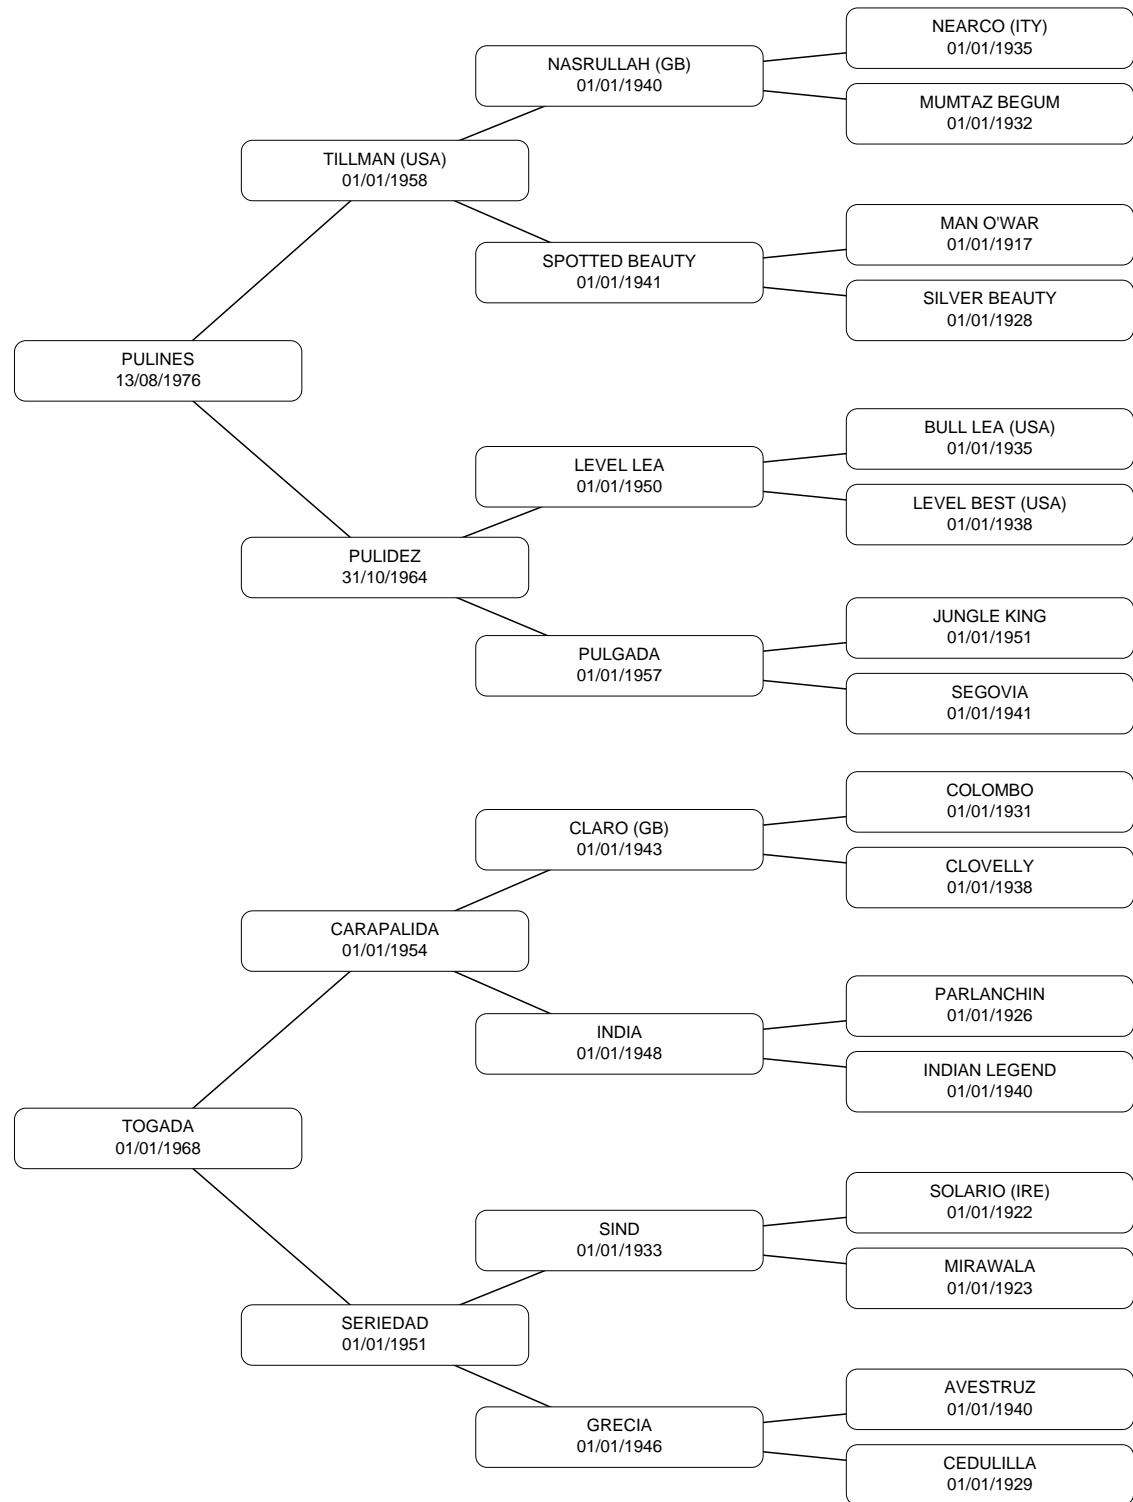 NEARCO (ITY)
01/01/1935
NASRULLAH (GB)
01/01/1940
MUMTAZ BEGUM
01/01/1932
TILLMAN (USA)
01/01/1958
MAN O'WAR
01/01/1917
SPOTTED BEAUTY
01/01/1941
SILVER BEAUTY
01/01/1928
PULINES
13/08/1976
BULL LEA (USA)
01/01/1935
LEVEL LEA
01/01/1950
LEVEL BEST (USA)
01/01/1938
PULIDEZ
31/10/1964
JUNGLE KING
01/01/1951
PULGADA
01/01/1957
SEGOVIA
01/01/1941
COLOMBO
01/01/1931
CLARO (GB)
01/01/1943
CLOVELLY
01/01/1938
CARAPALIDA
01/01/1954
PARLANCHIN
01/01/1926
INDIA
01/01/1948
INDIAN LEGEND
01/01/1940
TOGADA
01/01/1968
SOLARIO (IRE)
01/01/1922
SIND
01/01/1933
MIRAWALA
01/01/1923
SERIEDAD
01/01/1951
AVESTRUZ
01/01/1940
GRECIA
01/01/1946
CEDULILLA
01/01/1929